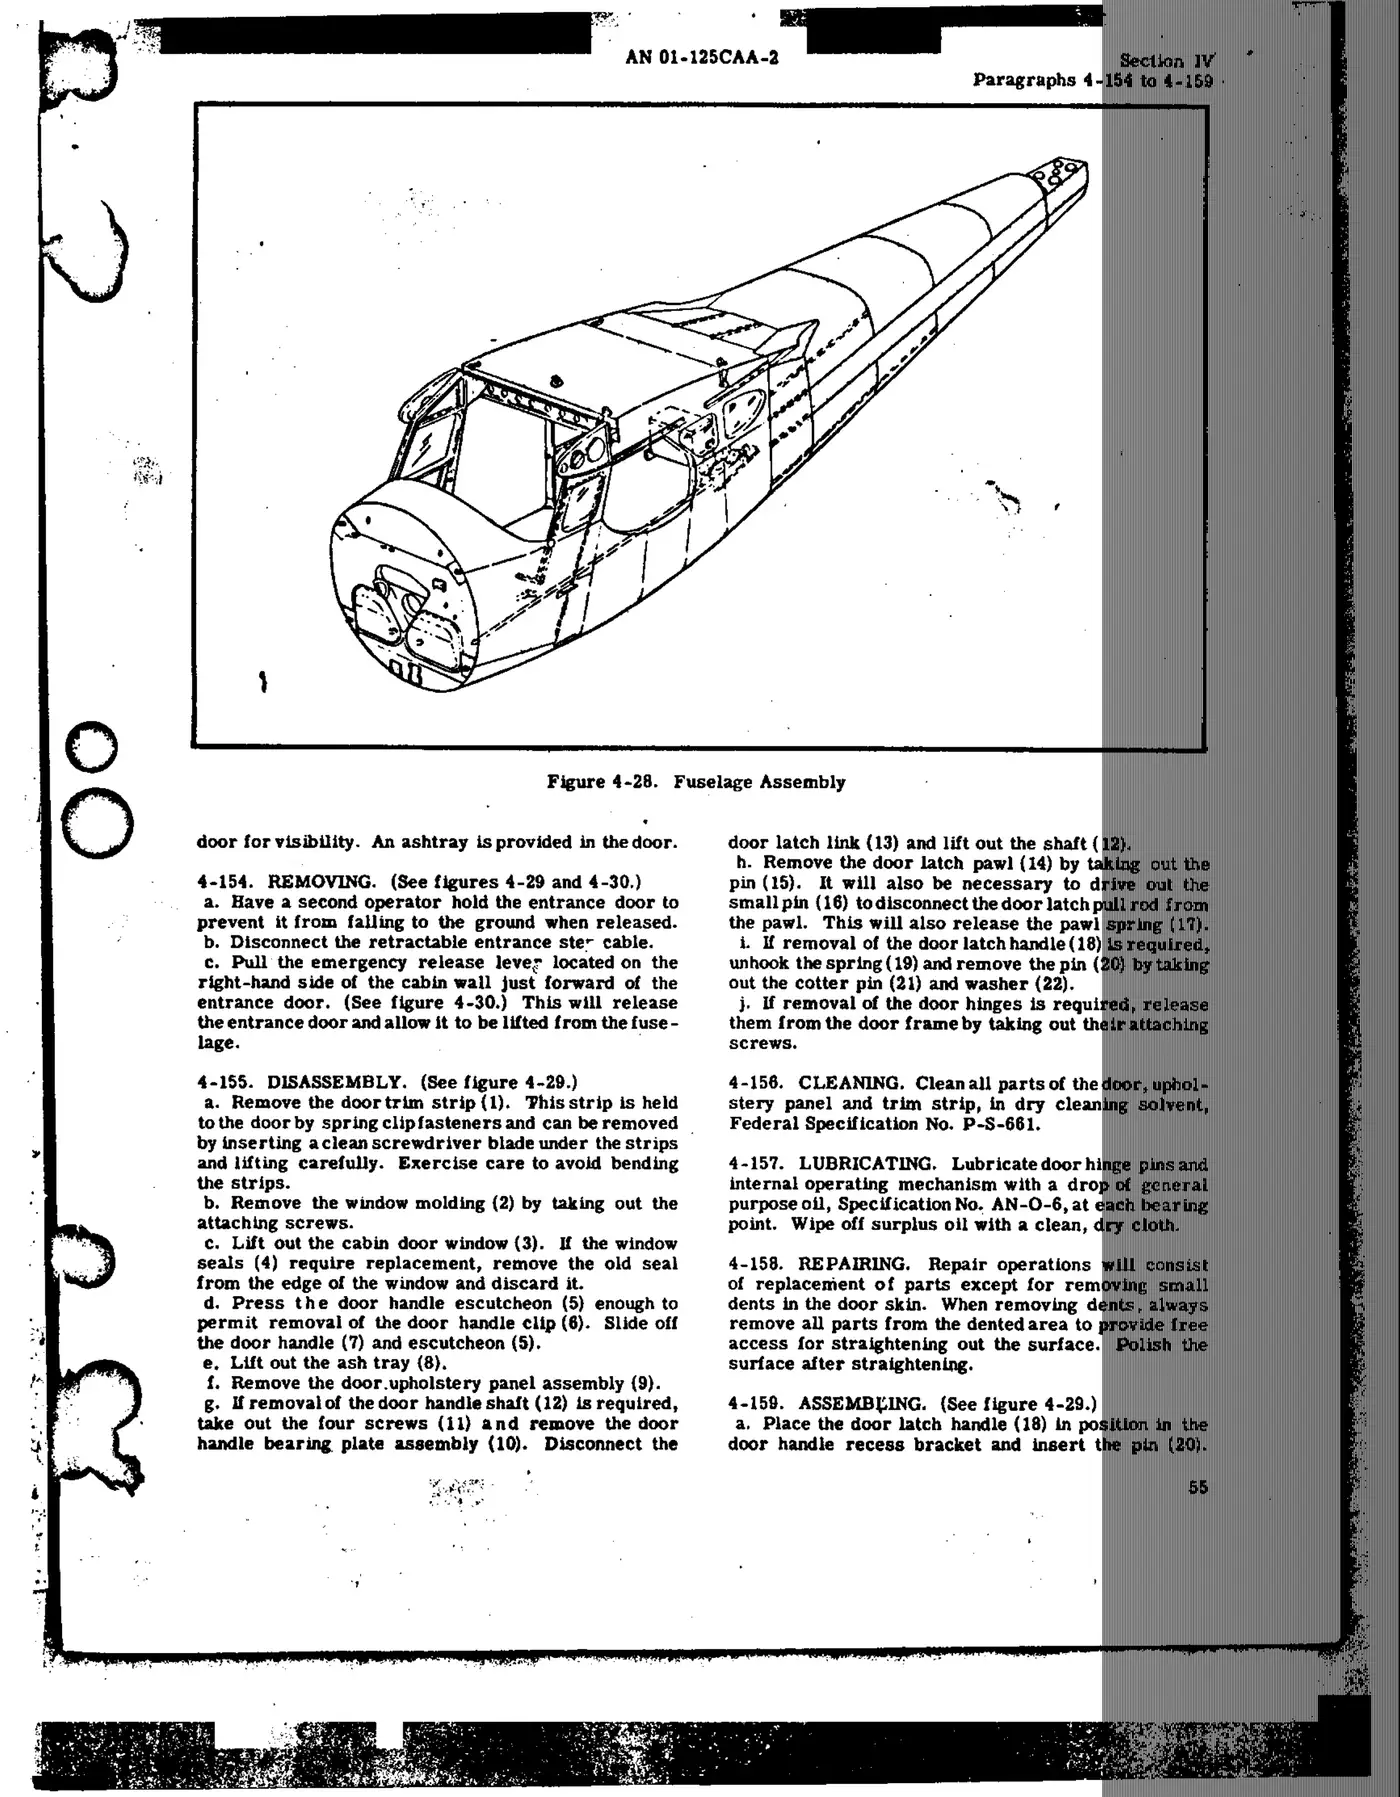 AN 01-125CAA-2
Section IV
Paragraphs 4-154 to 4-159
Figure 4-28. Fuselage Assembly
door for visibility. An ashtray is provided in the door.
4-154. REMOVING. (See figures 4-29 and 4-30.)
a. Have a second operator hold the entrance door to
prevent it from falling to the ground when released.
b. Disconnect the retractable entrance step cable.
c. Pull the emergency release lever located on the
right-hand side of the cabin wall just forward of the
entrance door. (See figure 4-30.) This will release
the entrance door and allow it to be lifted from the fuse-
lage.
4-155. DISASSEMBLY. (See figure 4-29.)
a. Remove the door trim strip (1). This strip is held
to the door by spring clip fasteners and can be removed
by inserting a clean screwdriver blade under the strips
and lifting carefully. Exercise care to avoid bending
the strips.
b. Remove the window molding (2) by taking out the
attaching screws.
c. Lift out the cabin door window (3). If the window
seals (4) require replacement, remove the old seal
from the edge of the window and discard it.
d. Press the door handle escutcheon (5) enough to
permit removal of the door handle clip (6). Slide off
the door handle (7) and escutcheon (5).
e. Lift out the ash tray (8).
f. Remove the door upholstery panel assembly (9).
g. If removal of the door handle shaft (12) is required,
take out the four screws (11) and remove the door
handle bearing plate assembly (10). Disconnect the
door latch link (13) and lift out the shaft (12).
h. Remove the door latch pawl (14) by taking out the
pin (15). It will also be necessary to drive out the
small pin (16) to disconnect the door latch pull rod from
the pawl. This will also release the pawl spring (17).
i. If removal of the door latch handle (18) is required,
unhook the spring (19) and remove the pin (20) by taking
out the cotter pin (21) and washer (22).
j. If removal of the door hinges is required, release
them from the door frame by taking out their attaching
screws.
4-156. CLEANING. Clean all parts of the door, uphol-
stery panel and trim strip, in dry cleaning solvent,
Federal Specification No. P-S-661.
4-157. LUBRICATING. Lubricate door hinge pins and
internal operating mechanism with a drop of general
purpose oil, Specification No. AN-O-6, at each bearing
point. Wipe off surplus oil with a clean, dry cloth.
4-158. REPAIRING. Repair operations will consist
of replacement of parts except for removing small
dents in the door skin. When removing dents, always
remove all parts from the dented area to provide free
access for straightening out the surface. Polish the
surface after straightening.
4-159. ASSEMBLING. (See figure 4-29.)
a. Place the door latch handle (18) in position in the
door handle recess bracket and insert the pin (20).
55